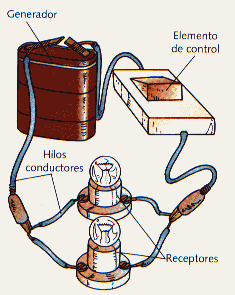 Generador
Elemento
de control
Hilos
conductores
Receptores